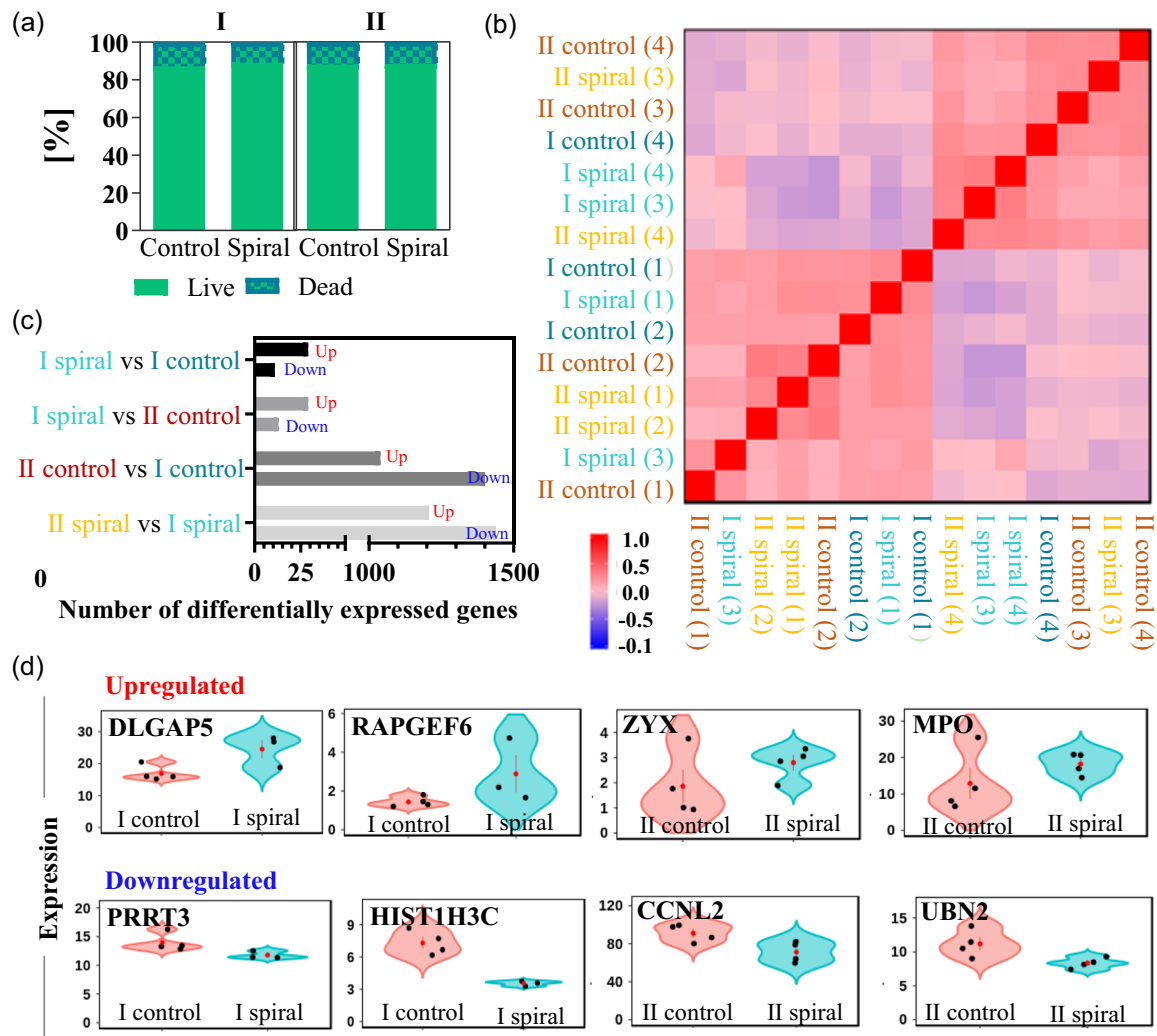 (a)
I II
[%]
100
80
60
40
20
0
Control Spiral Control Spiral
Live Dead
(b)
II control (4)
II spiral (3)
II control (3)
I control (4)
I spiral (4)
I spiral (3)
II spiral (4)
I control (1)
I spiral (1)
I control (2)
II control (2)
II spiral (1)
II spiral (2)
I spiral (3)
II control (1)
II control (1)
I spiral (3)
II spiral (2)
II spiral (1)
II control (2)
I control (2)
I spiral (1)
I control (1)
II spiral (4)
I spiral (3)
I spiral (4)
I control (4)
II control (3)
II spiral (3)
II control (4)
1.0
0.5
0.0
-0.5
-0.1
(c)
I spiral vs I control
Up
Down
I spiral vs II control
Up
Down
II control vs I control
Up
Down
II spiral vs I spiral
Up
Down
0
0 25 1000 1500
Number of differentially expressed genes
(d)
Expression
Upregulated
DLGAP5
30
20
10
0
I control I spiral
RAPGEF6
6
4
2
0
I control I spiral
ZYX
4
3
2
1
0
II control II spiral
MPO
30
20
10
0
II control II spiral
Downregulated
PRRT3
20
15
10
5
0
I control I spiral
HIST1H3C
9
6
3
0
I control I spiral
CCNL2
120
80
40
0
II control II spiral
UBN2
15
10
5
0
II control II spiral